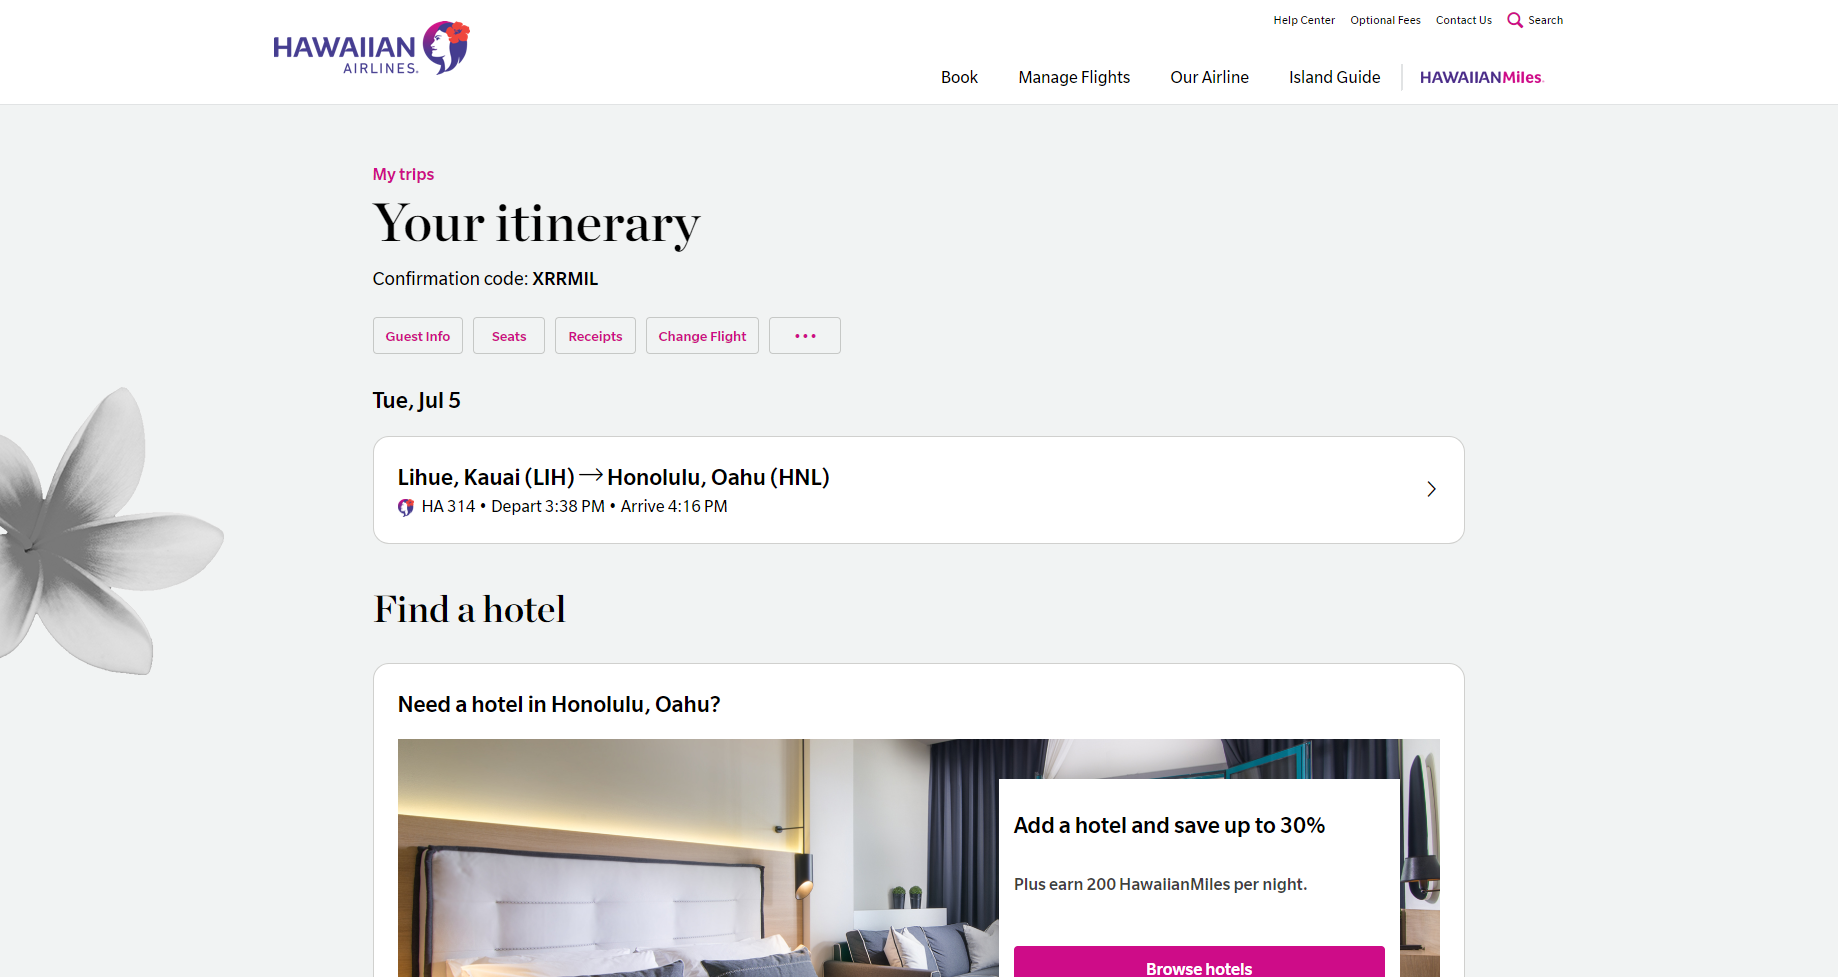 HAWAIIAN
AIRLINES.
Help Center
Optional Fees
Contact Us
Search
Book
Manage Flights
Our Airline
Island Guide
HAWAIIANMiles.
My trips
Your itinerary
Confirmation code: XRRMIL
Guest Info
Seats
Receipts
Change Flight
•••
Tue, Jul 5
Lihue, Kauai (LIH) → Honolulu, Oahu (HNL)
HA 314 • Depart 3:38 PM • Arrive 4:16 PM
Find a hotel
Need a hotel in Honolulu, Oahu?
Add a hotel and save up to 30%
Plus earn 200 HawaiianMiles per night.
Browse hotels